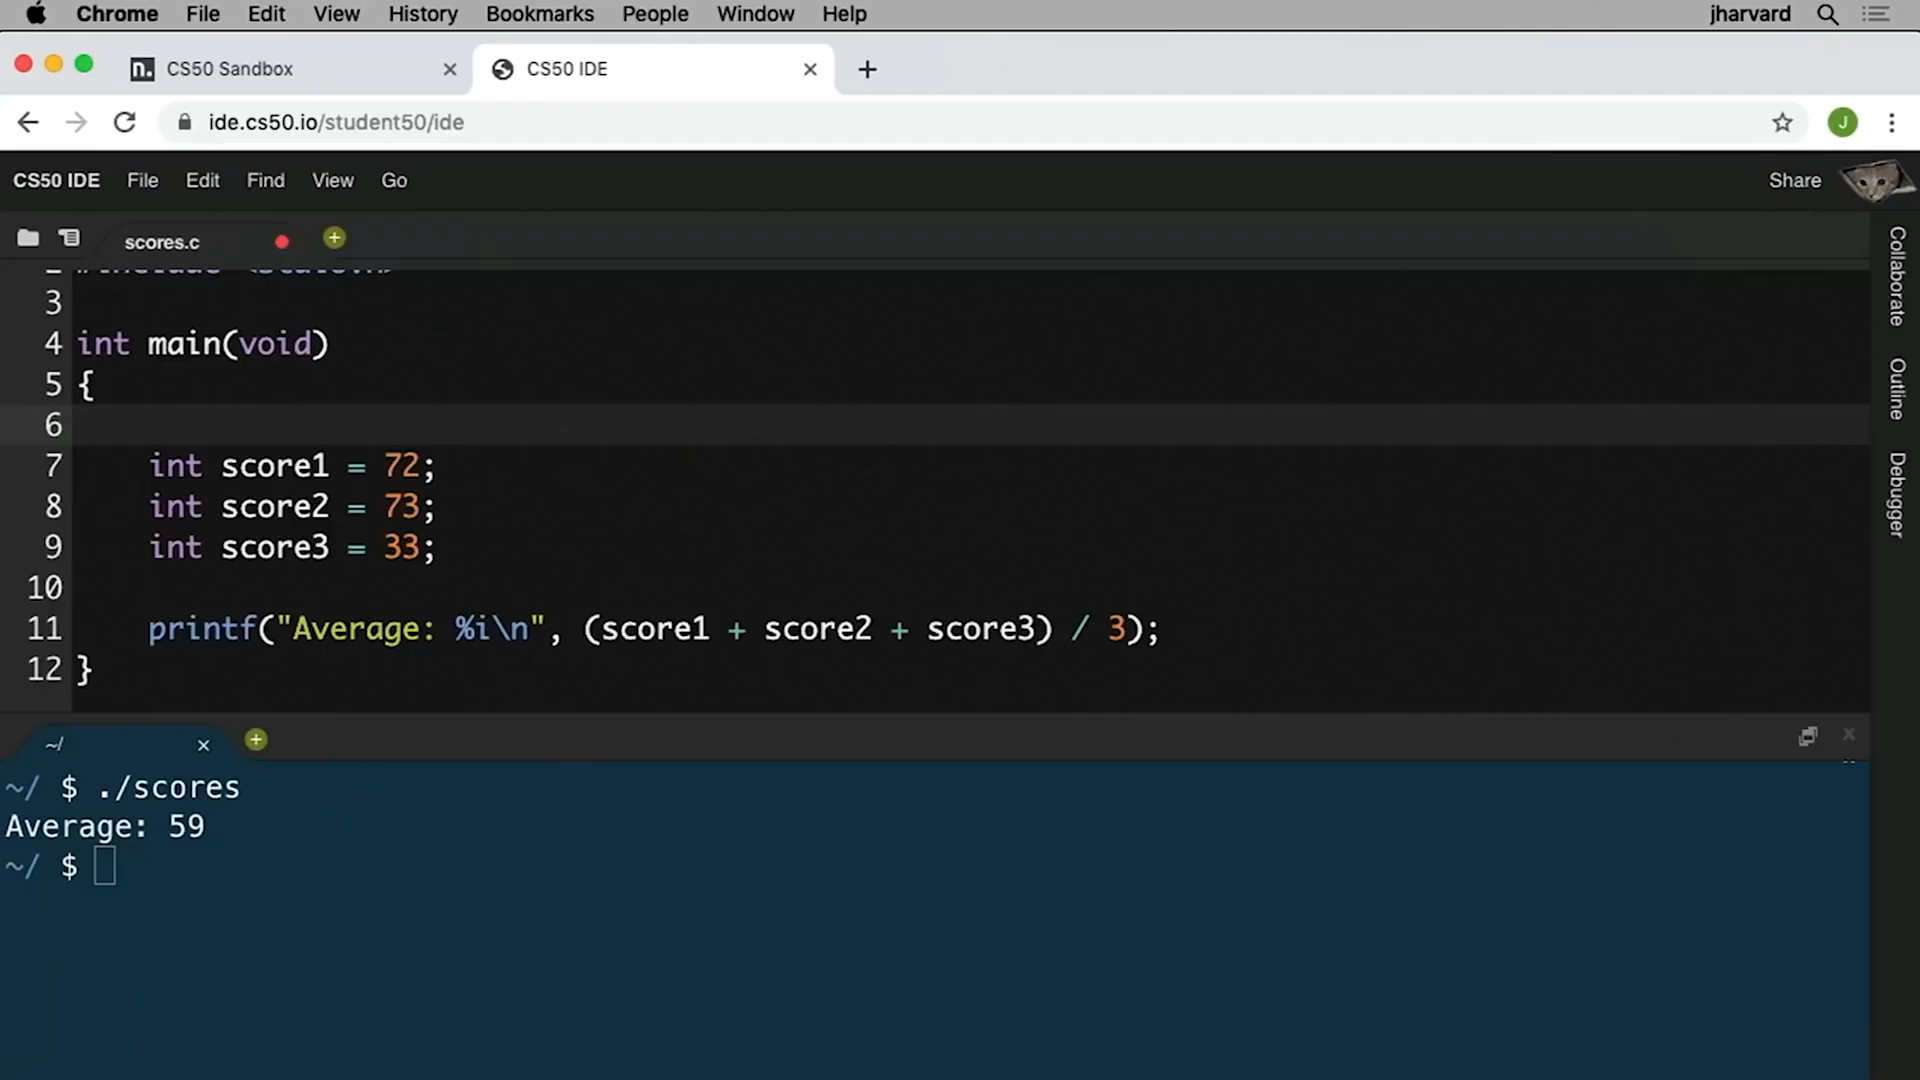 Chrome File Edit View History Bookmarks People Window Help jharvard
CS50 Sandbox CS50 IDE
ide.cs50.io/student50/ide J
CS50 IDE File Edit Find View Go Share
scores.c
3
4 int main(void)
5 {
6
7 int score1 = 72;
8 int score2 = 73;
9 int score3 = 33;
10
11 printf("Average: %i\n", (score1 + score2 + score3) / 3);
12 }
Collaborate
Outline
Debugger
~/
~/ $ ./scores
Average: 59
~/ $